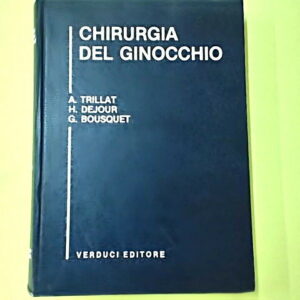 CHIRURGIA
DEL GINOCCHIO
A. TRILLAT
H. DEJOUR
G. BOUSQUET
VERDUCI EDITORE